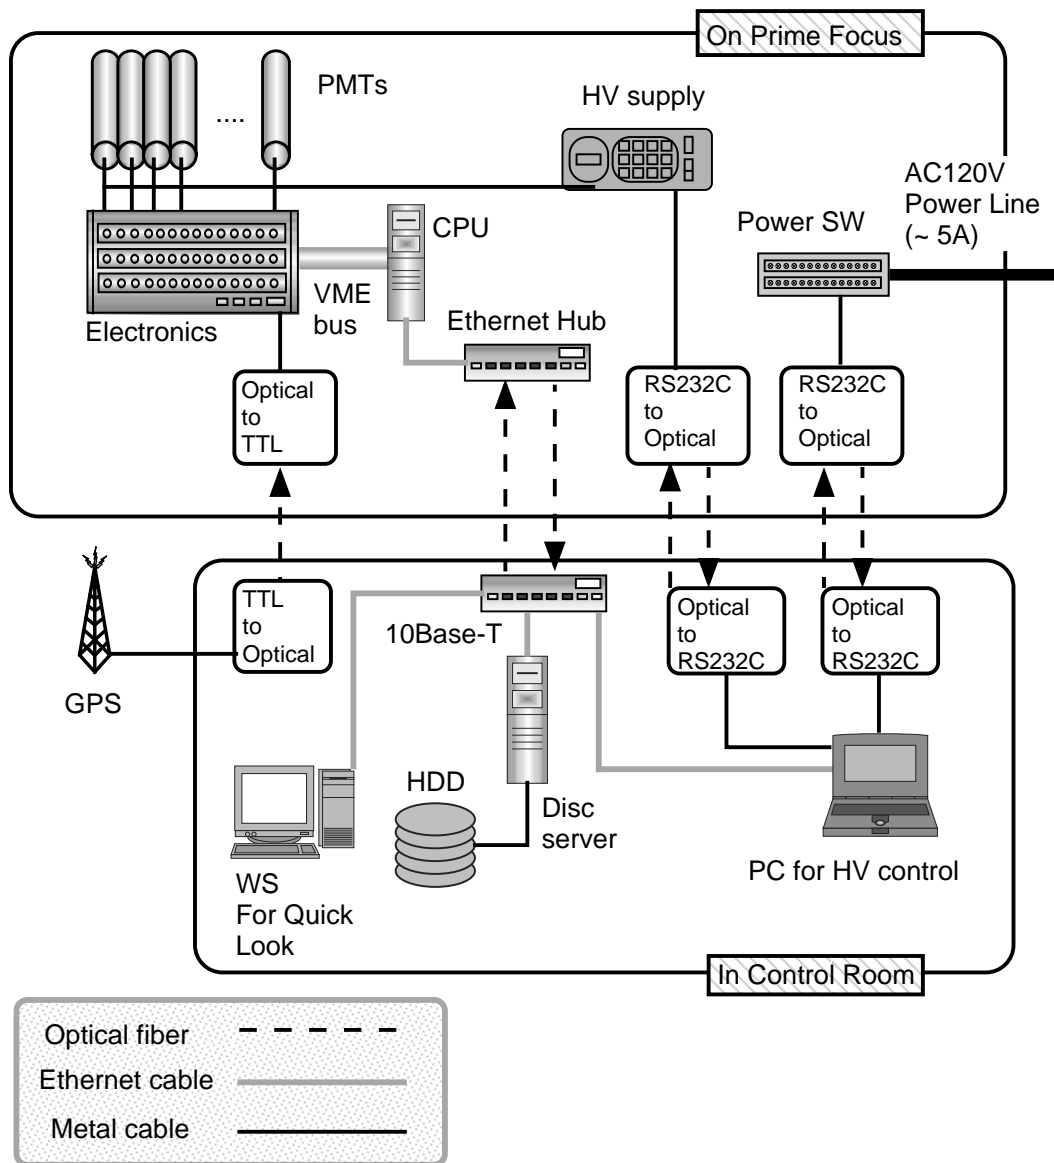 On Prime Focus
PMTs
....
HV supply
AC120V
Power Line
(~ 5A)
Power SW
CPU
VME
bus
Electronics
Ethernet Hub
Optical
to
TTL
RS232C
to
Optical
RS232C
to
Optical
TTL
to
Optical
GPS
10Base-T
Optical
to
RS232C
Optical
to
RS232C
HDD
Disc
server
WS
For Quick
Look
PC for HV control
In Control Room
Optical fiber
Ethernet cable
Metal cable